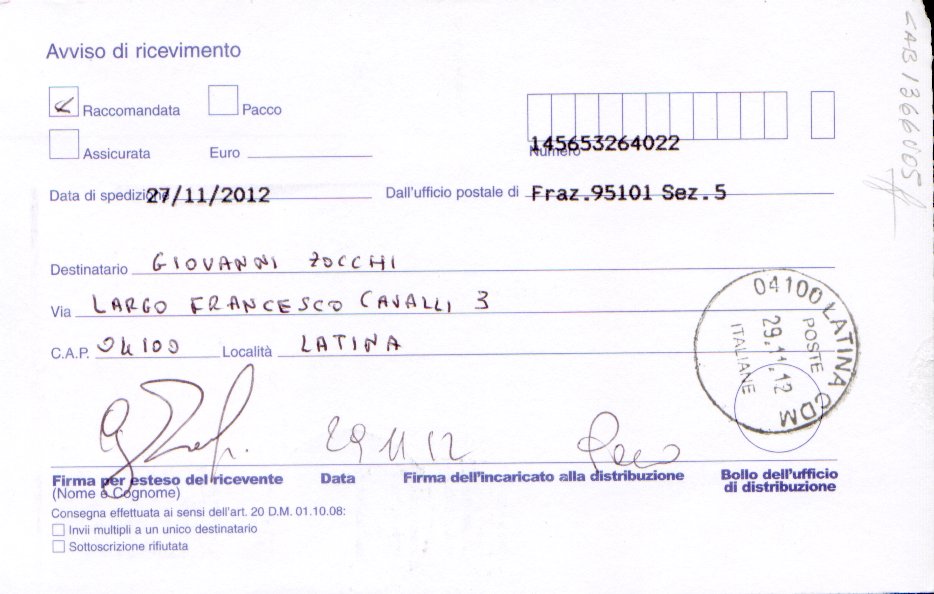 Avviso di ricevimento
Raccomandata Pacco
Assicurata Euro
145653264022
Numero
Data di spedizione 27/11/2012 Dall'ufficio postale di Fraz.95101 Sez.5
Destinatario GIOVANNI ZOCCHI
Via LARGO FRANCESCO CAVALLI 3
C.A.P. 04100 Località LATINA
04100 LATINA CDM
POSTE
29.11.12
ITALIANE
29 11 12
Firma per esteso del ricevente Data Firma dell'incaricato alla distribuzione Bollo dell'ufficio
(Nome e Cognome) di distribuzione
Consegna effettuata ai sensi dell'art. 20 D.M. 01.10.08:
Invii multipli a un unico destinatario
Sottoscrizione rifiutata